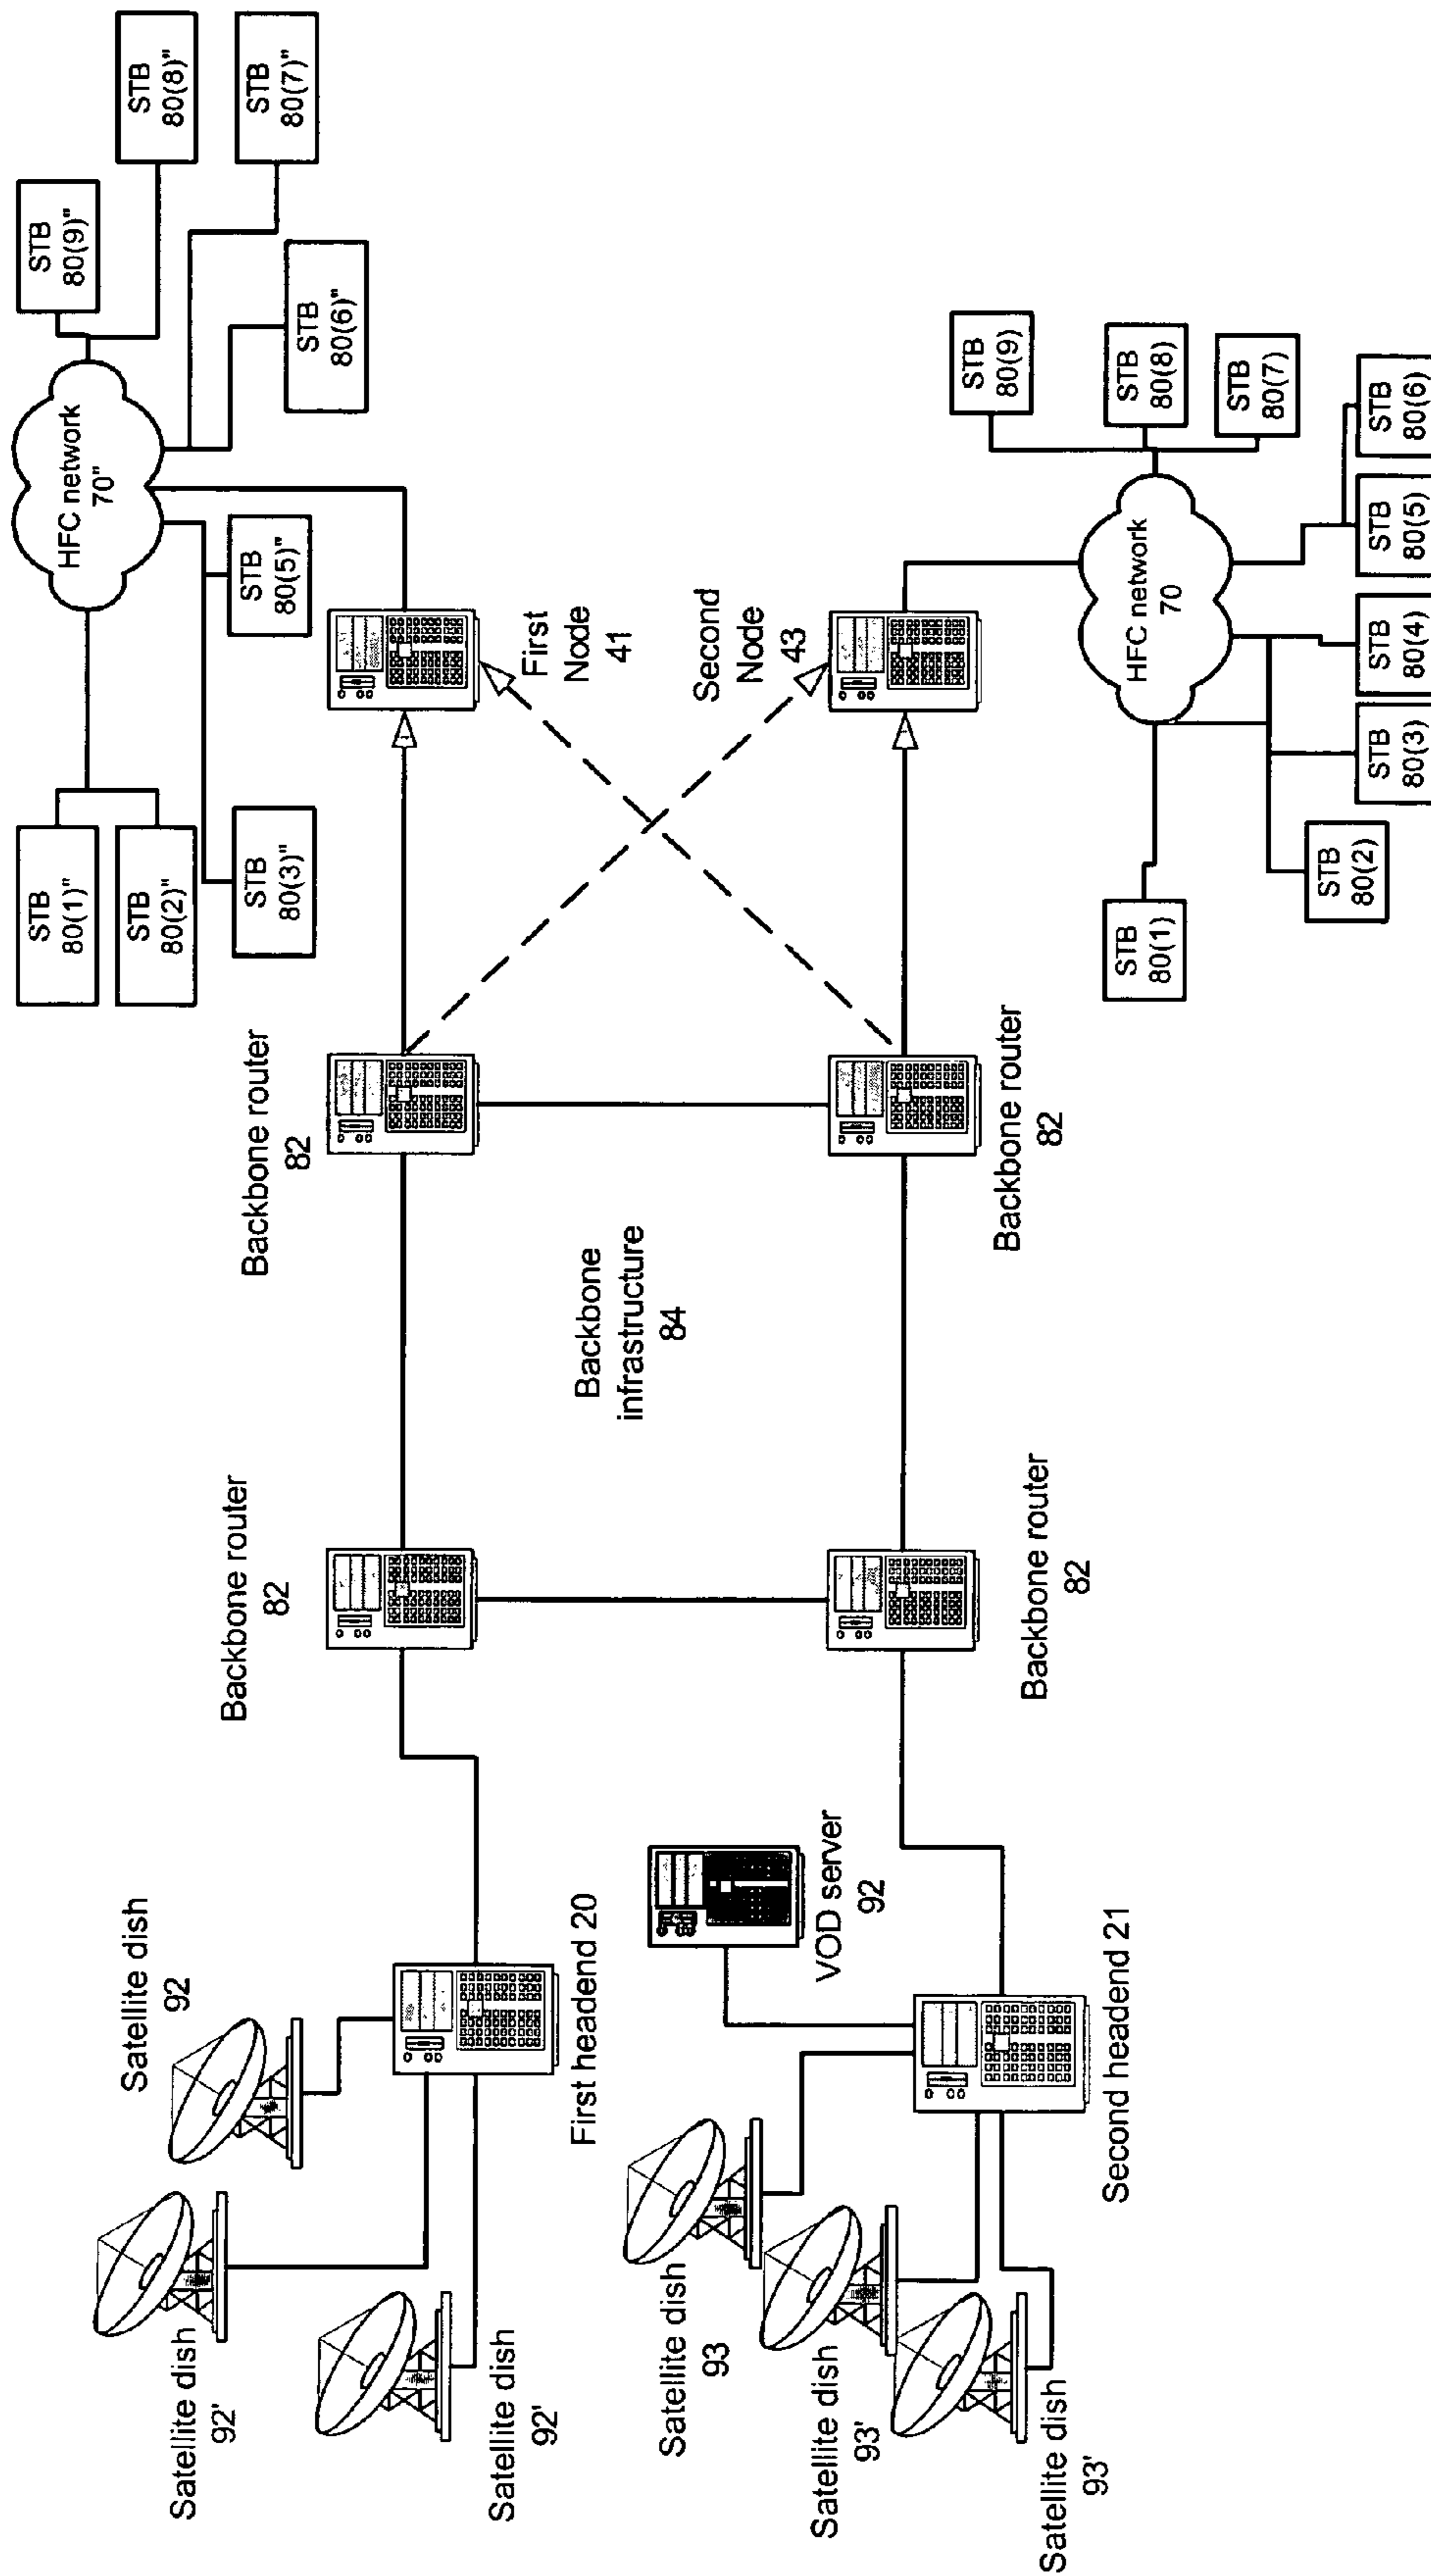 Satellite dish
92'
Satellite dish
92
Satellite dish
92'
First headend 20
Satellite dish
93
Satellite dish
93'
Satellite dish
93'
VOD server
92
Second headend 21
Backbone router
82
Backbone router
82
Backbone
infrastructure
84
Backbone router
82
Backbone router
82
First
Node
41
Second
Node
43
HFC network
70"
STB
80(1)"
STB
80(2)"
STB
80(3)"
STB
80(5)"
STB
80(6)"
STB
80(7)"
STB
80(8)"
STB
80(9)"
HFC network
70
STB
80(1)
STB
80(2)
STB
80(3)
STB
80(4)
STB
80(5)
STB
80(6)
STB
80(7)
STB
80(8)
STB
80(9)